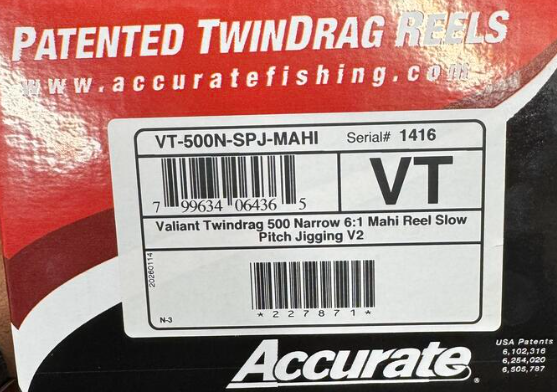 PATENTED TWINDRAG REELS
www.accuratefishing.com
VT-500N-SPJ-MAHI Serial# 1416
VT
7 99634 06436 5
Valiant Twindrag 500 Narrow 6:1 Mahi Reel Slow
Pitch Jigging V2
20260114
*227871*
N-3
Accurate
USA Patents
6,102,316
6,254,020
6,505,787